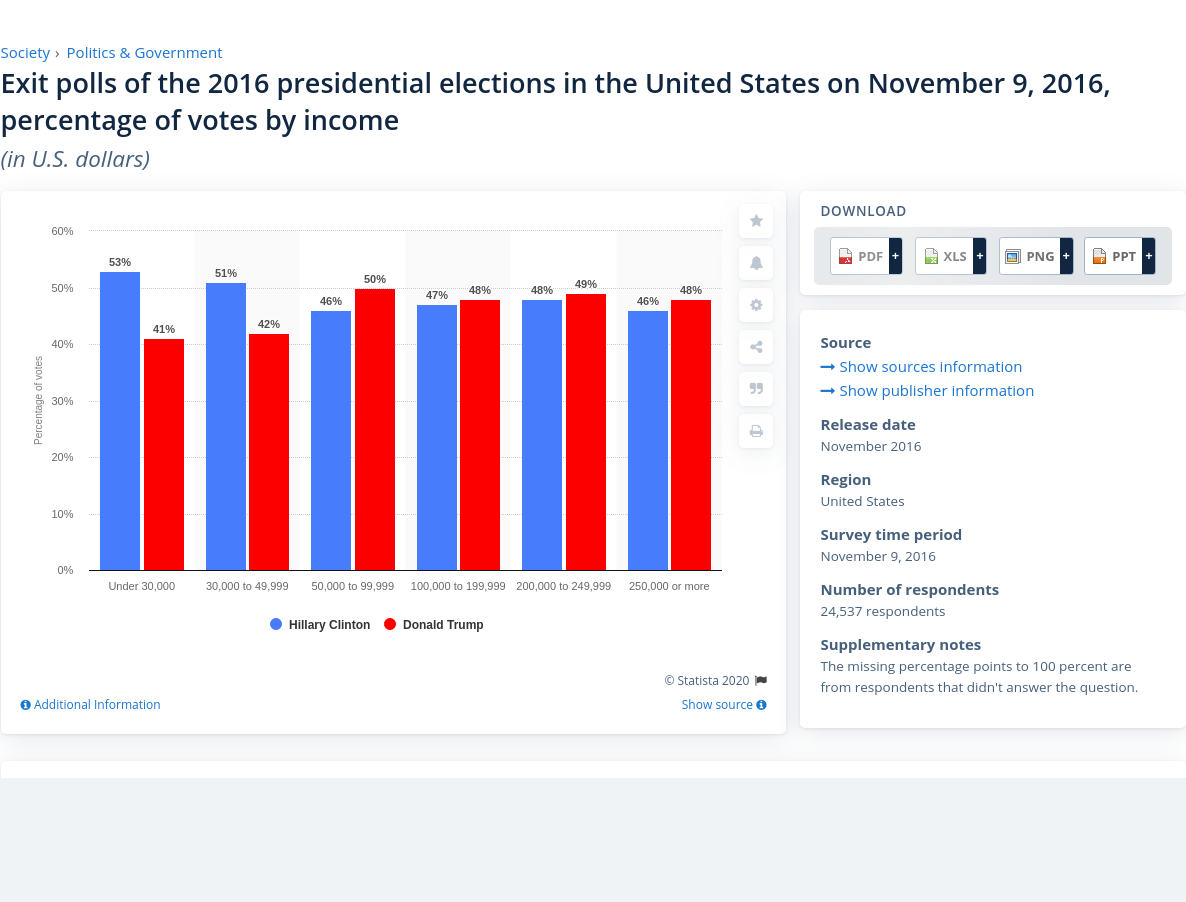 Society › Politics & Government
Exit polls of the 2016 presidential elections in the United States on November 9, 2016,
percentage of votes by income
(in U.S. dollars)
60%
50%
40%
30%
20%
10%
0%
Percentage of votes
53%
41%
51%
42%
46%
50%
47%
48%
48%
49%
46%
48%
Under 30,000
30,000 to 49,999
50,000 to 99,999
100,000 to 199,999
200,000 to 249,999
250,000 or more
Hillary Clinton
Donald Trump
© Statista 2020
Additional Information
Show source
DOWNLOAD
PDF +
XLS +
PNG +
PPT +
Source
Show sources information
Show publisher information
Release date
November 2016
Region
United States
Survey time period
November 9, 2016
Number of respondents
24,537 respondents
Supplementary notes
The missing percentage points to 100 percent are
from respondents that didn't answer the question.